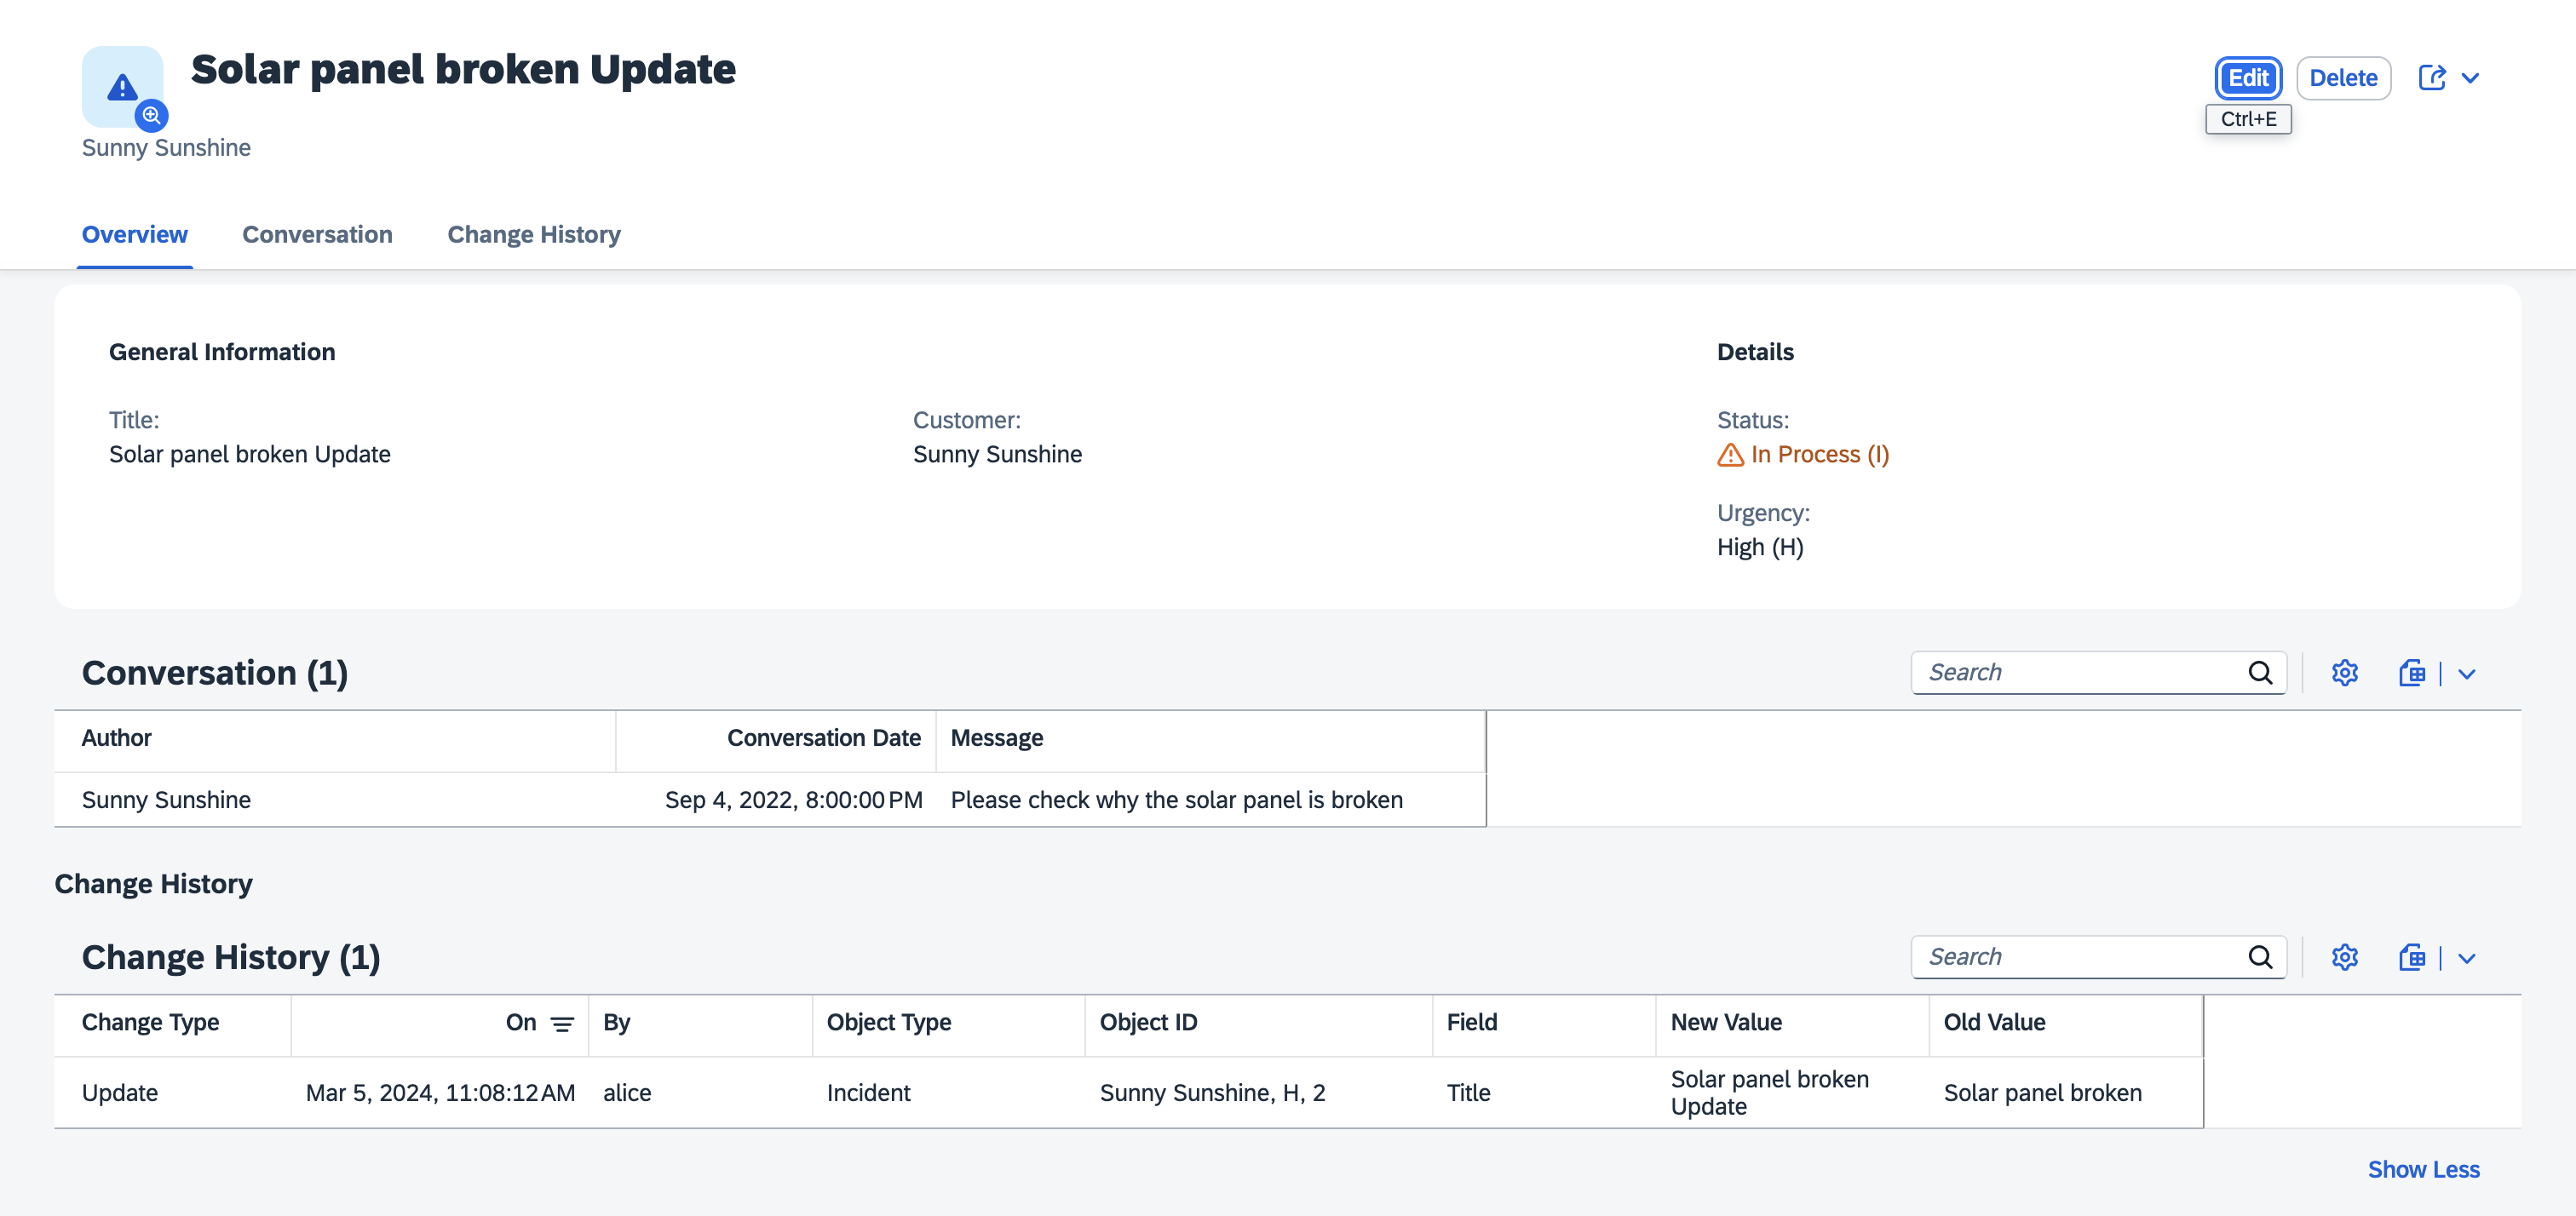 Solar panel broken Update
Edit
Delete
Ctrl+E
Sunny Sunshine
Overview
Conversation
Change History
General Information
Details
Title:
Customer:
Status:
Solar panel broken Update
Sunny Sunshine
In Process (I)
Urgency:
High (H)
Conversation (1)
Search
Author
Conversation Date
Message
Sunny Sunshine
Sep 4, 2022, 8:00:00 PM
Please check why the solar panel is broken
Change History
Change History (1)
Search
Change Type
On
By
Object Type
Object ID
Field
New Value
Old Value
Update
Mar 5, 2024, 11:08:12 AM
alice
Incident
Sunny Sunshine, H, 2
Title
Solar panel broken
Update
Solar panel broken
Show Less